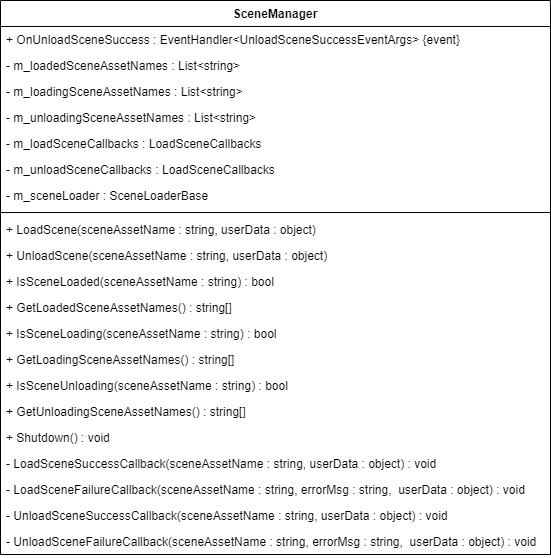 SceneManager
+ OnUnloadSceneSuccess : EventHandler<UnloadSceneSuccessEventArgs> {event}
- m_loadedSceneAssetNames : List<string>
- m_loadingSceneAssetNames : List<string>
- m_unloadingSceneAssetNames : List<string>
- m_loadSceneCallbacks : LoadSceneCallbacks
- m_unloadSceneCallbacks : LoadSceneCallbacks
- m_sceneLoader : SceneLoaderBase
+ LoadScene(sceneAssetName : string, userData : object)
+ UnloadScene(sceneAssetName : string, userData : object)
+ IsSceneLoaded(sceneAssetName : string) : bool
+ GetLoadedSceneAssetNames() : string[]
+ IsSceneLoading(sceneAssetName : string) : bool
+ GetLoadingSceneAssetNames() : string[]
+ IsSceneUnloading(sceneAssetName : string) : bool
+ GetUnloadingSceneAssetNames() : string[]
+ Shutdown() : void
- LoadSceneSuccessCallback(sceneAssetName : string, userData : object) : void
- LoadSceneFailureCallback(sceneAssetName : string, errorMsg : string,  userData : object) : void
- UnloadSceneSuccessCallback(sceneAssetName : string, userData : object) : void
- UnloadSceneFailureCallback(sceneAssetName : string, errorMsg : string,  userData : object) : void